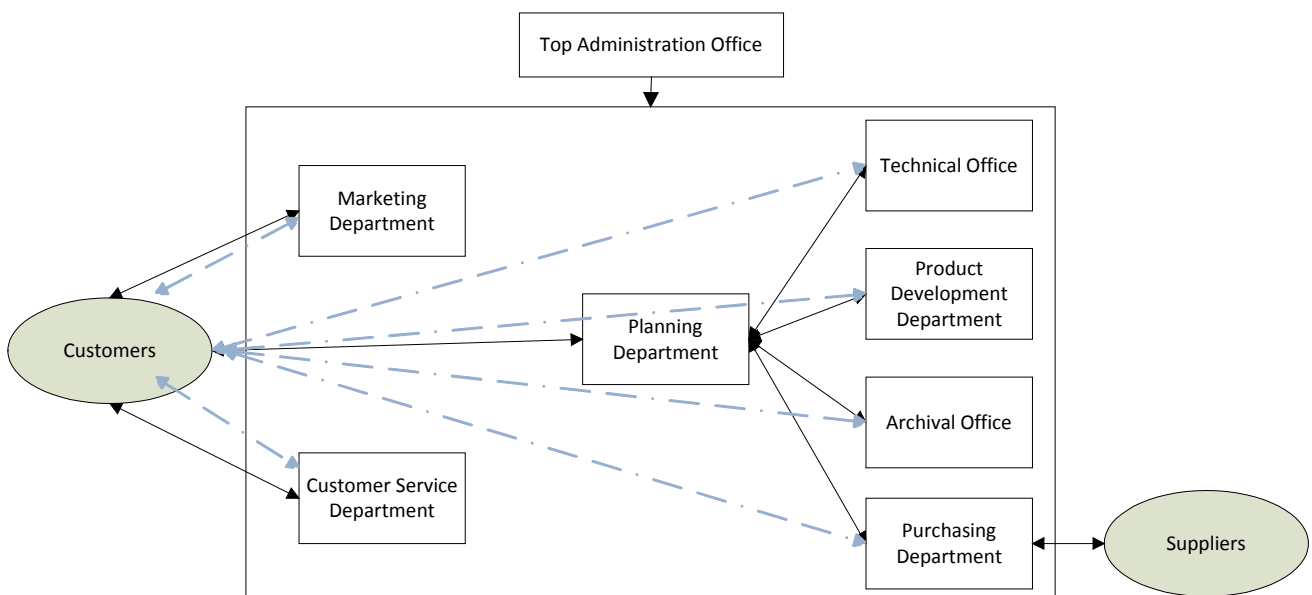 Top Administration Office
Technical Office
Marketing
Department
Product
Development
Department
Planning
Department
Customers
Archival Office
Customer Service
Department
Purchasing
Department
Suppliers